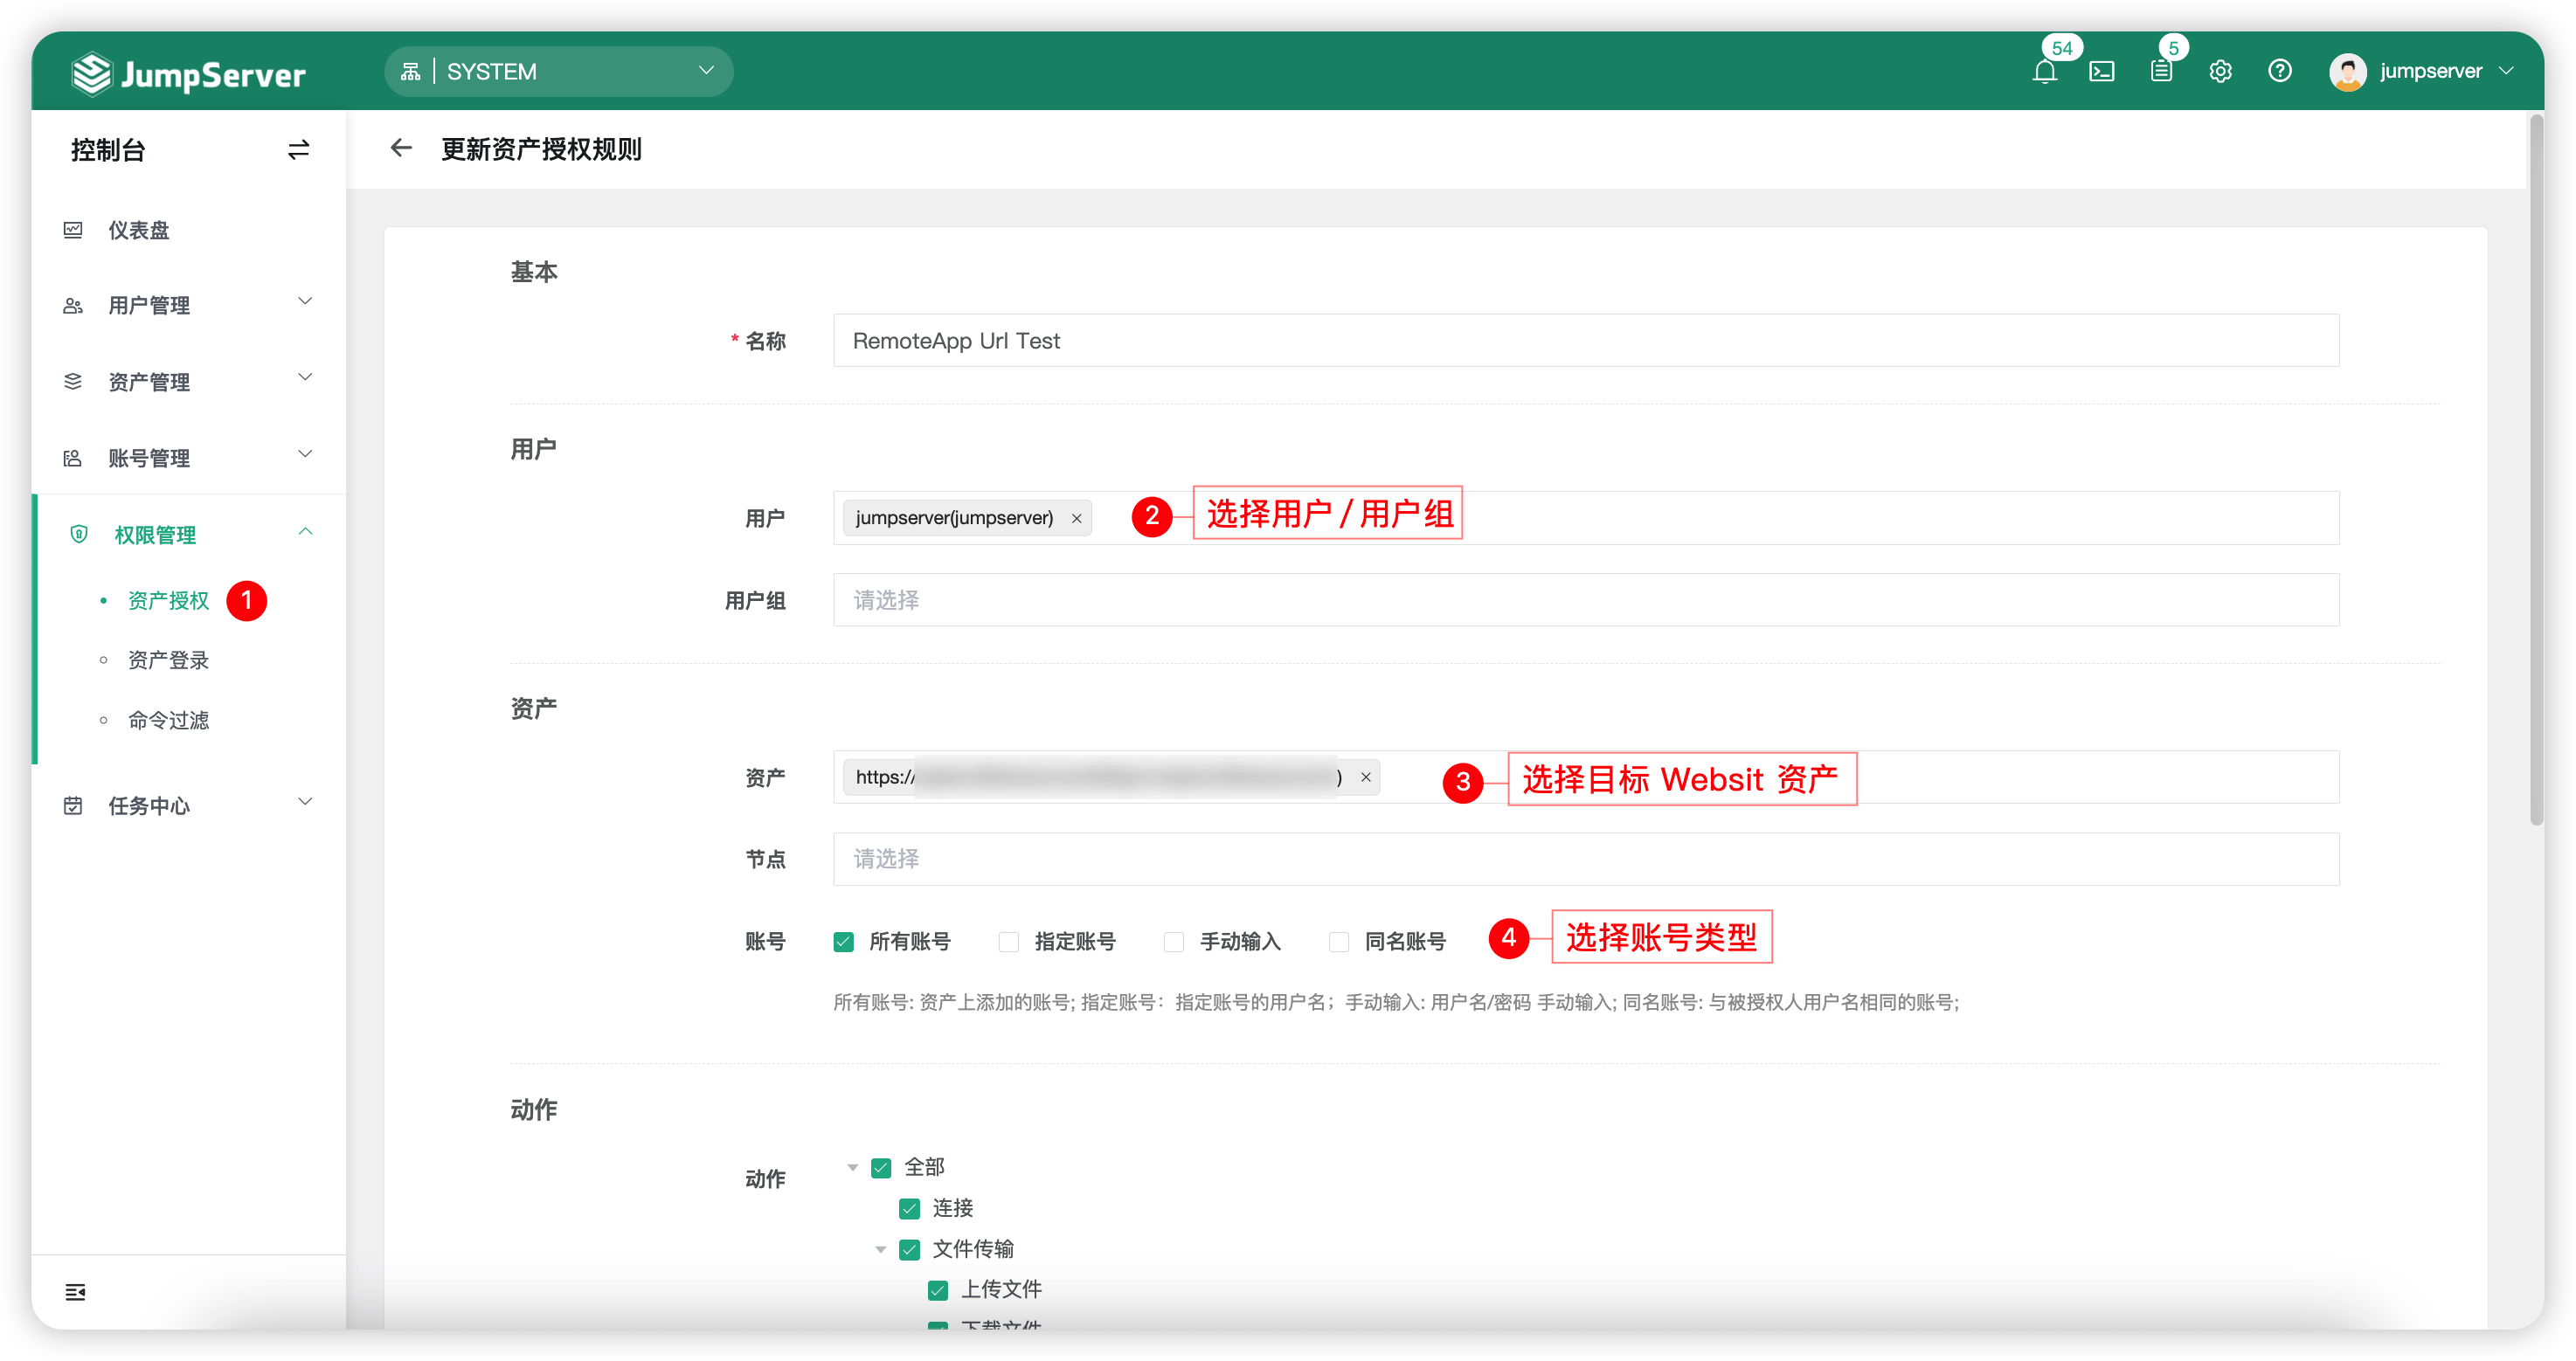 JumpServer
SYSTEM
54
5
jumpserver
控制台
更新资产授权规则
仪表盘
用户管理
资产管理
账号管理
权限管理
资产授权 1
资产登录
命令过滤
任务中心
基本
* 名称 RemoteApp Url Test
用户
用户 jumpserver(jumpserver) × 2 选择用户 / 用户组
用户组 请选择
资产
资产 https:// ) × 3 选择目标 Websit 资产
节点 请选择
账号 所有账号 指定账号 手动输入 同名账号 4 选择账号类型
所有账号: 资产上添加的账号; 指定账号：指定账号的用户名；手动输入: 用户名/密码 手动输入; 同名账号: 与被授权人用户名相同的账号;
动作
动作 全部
连接
文件传输
上传文件
下载文件